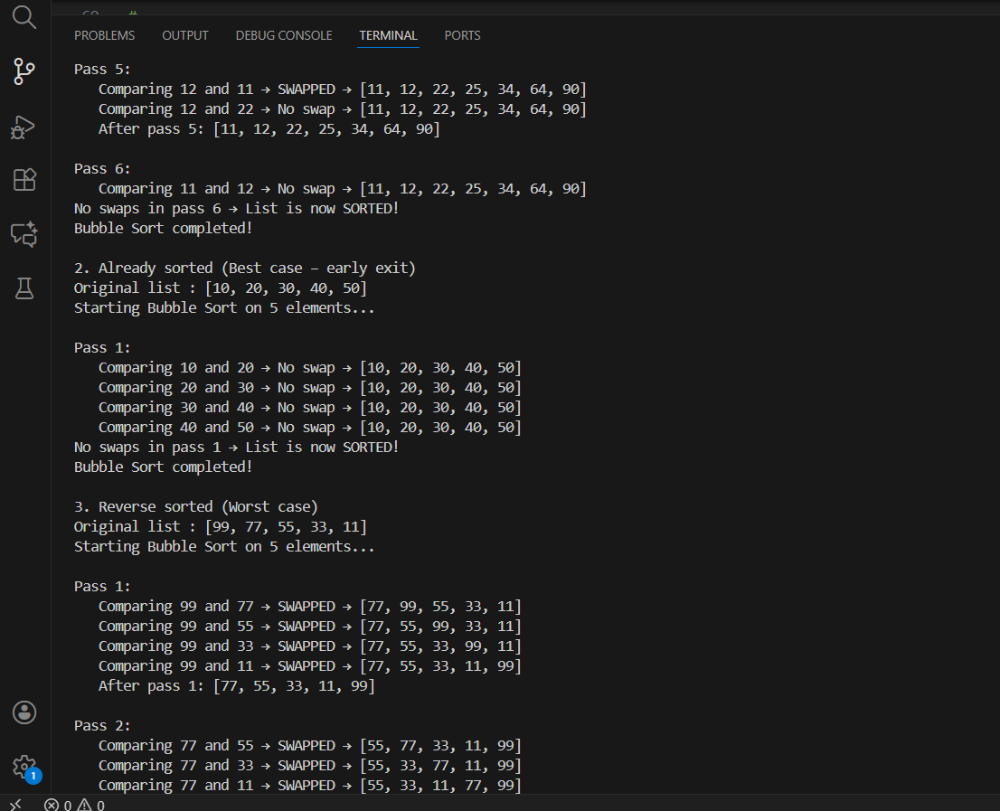 PROBLEMS OUTPUT DEBUG CONSOLE TERMINAL PORTS
Pass 5:
Comparing 12 and 11 → SWAPPED → [11, 12, 22, 25, 34, 64, 90]
Comparing 12 and 22 → No swap → [11, 12, 22, 25, 34, 64, 90]
After pass 5: [11, 12, 22, 25, 34, 64, 90]
Pass 6:
Comparing 11 and 12 → No swap → [11, 12, 22, 25, 34, 64, 90]
No swaps in pass 6 → List is now SORTED!
Bubble Sort completed!
2. Already sorted (Best case – early exit)
Original list : [10, 20, 30, 40, 50]
Starting Bubble Sort on 5 elements...
Pass 1:
Comparing 10 and 20 → No swap → [10, 20, 30, 40, 50]
Comparing 20 and 30 → No swap → [10, 20, 30, 40, 50]
Comparing 30 and 40 → No swap → [10, 20, 30, 40, 50]
Comparing 40 and 50 → No swap → [10, 20, 30, 40, 50]
No swaps in pass 1 → List is now SORTED!
Bubble Sort completed!
3. Reverse sorted (Worst case)
Original list : [99, 77, 55, 33, 11]
Starting Bubble Sort on 5 elements...
Pass 1:
Comparing 99 and 77 → SWAPPED → [77, 99, 55, 33, 11]
Comparing 99 and 55 → SWAPPED → [77, 55, 99, 33, 11]
Comparing 99 and 33 → SWAPPED → [77, 55, 33, 99, 11]
Comparing 99 and 11 → SWAPPED → [77, 55, 33, 11, 99]
After pass 1: [77, 55, 33, 11, 99]
Pass 2:
Comparing 77 and 55 → SWAPPED → [55, 77, 33, 11, 99]
Comparing 77 and 33 → SWAPPED → [55, 33, 77, 11, 99]
Comparing 77 and 11 → SWAPPED → [55, 33, 11, 77, 99]
1
0 0